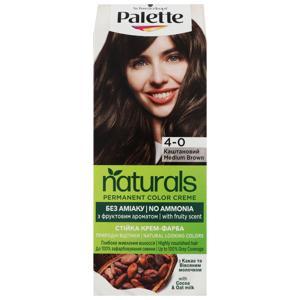 Palette
4-0
Каштановий
Medium Brown
naturals
PERMANENT COLOR CREME
БЕЗ АМІАКУ | NO AMMONIA
з фруктовим ароматом | with fruity scent
СТІЙКА КРЕМ-ФАРБА
ПРИРОДНІ ВІДТІНКИ | NATURAL LOOKING COLORS
Глибоке живлення волосся | Highly nourished hair
До 100% зафарбовування сивини | Up to 100% Grey Coverage
з Какао та
Вівсяним
молочком
with
Cocoa
& Oat milk